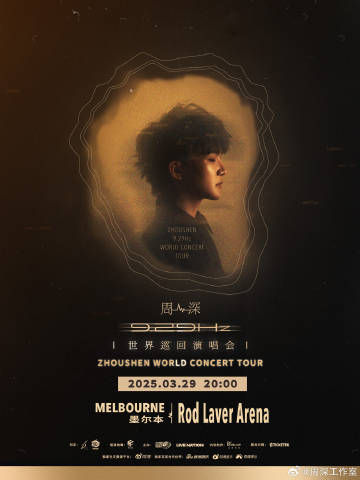 ZHOUSHEN
9.29Hz
WORLD CONCERT
TOUR
周 深
9.29Hz
世界巡回演唱会
ZHOUSHEN WORLD CONCERT TOUR
2025.03.29 20:00
MELBOURNE
墨尔本
Rod Laver Arena
LIVE NATION
TICKETEK
@周深工作室